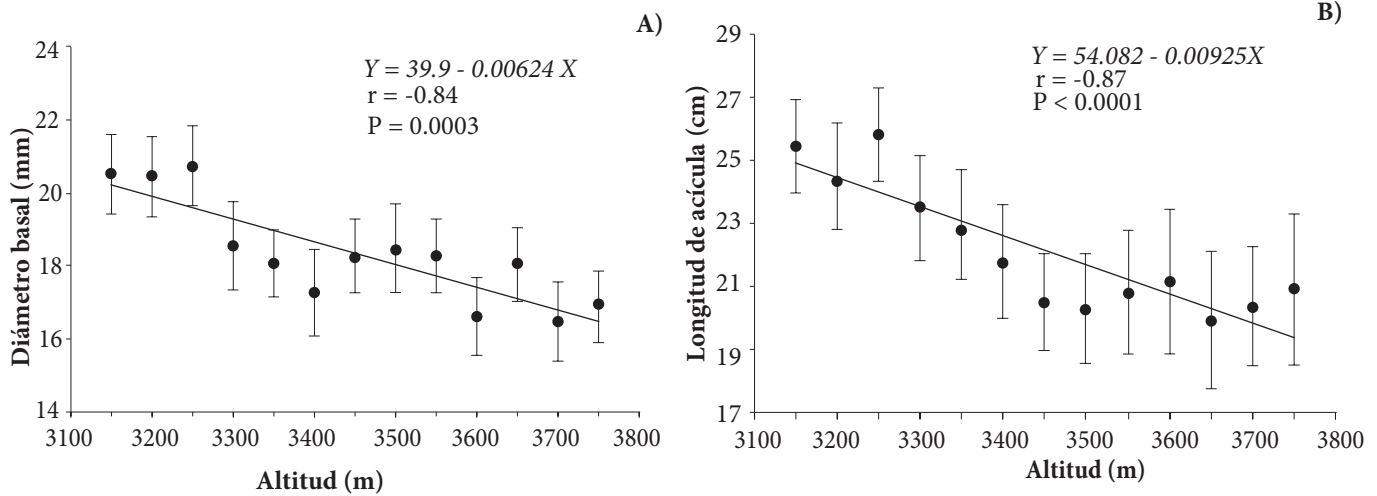 A)
Y = 39.9 - 0.00624 X
r = -0.84
P = 0.0003
Diámetro basal (mm)
24
22
20
18
16
14
3100 3200 3300 3400 3500 3600 3700 3800
Altitud (m)
B)
Y = 54.082 - 0.00925X
r = -0.87
P < 0.0001
Longitud de acícula (cm)
29
27
25
23
21
19
17
3100 3200 3300 3400 3500 3600 3700 3800
Altitud (m)